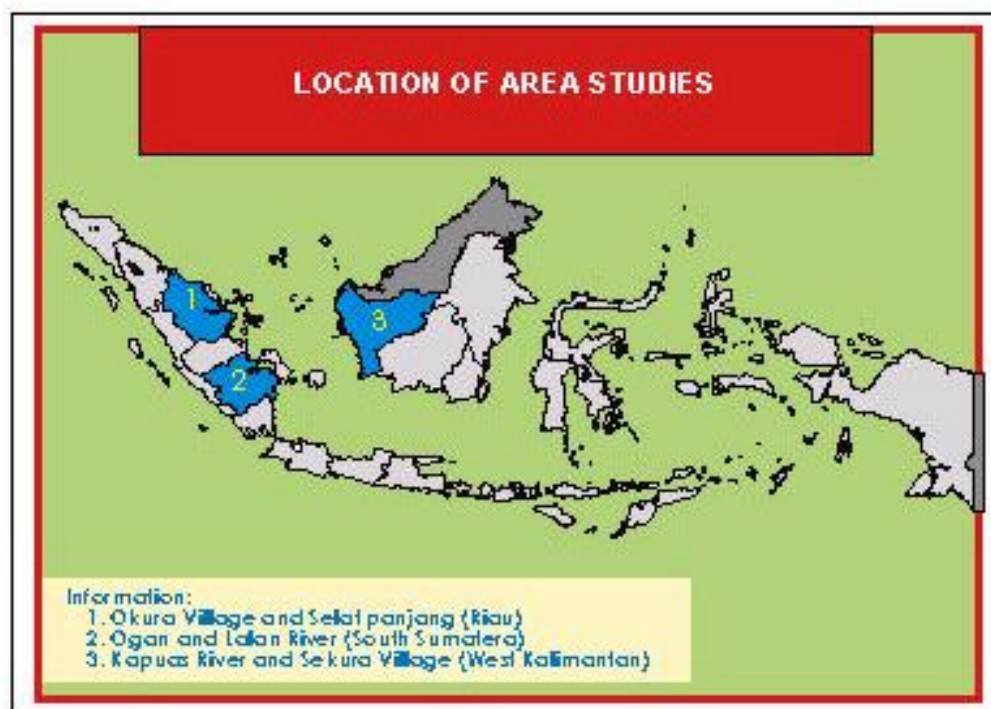 LOCATION OF AREA STUDIES
1
2
3
Information:
1. Okura Village and Selat panjang (Riau)
2. Ogan and Lalan River (South Sumatera)
3. Kapuas River and Sekura Village (West Kalimantan)